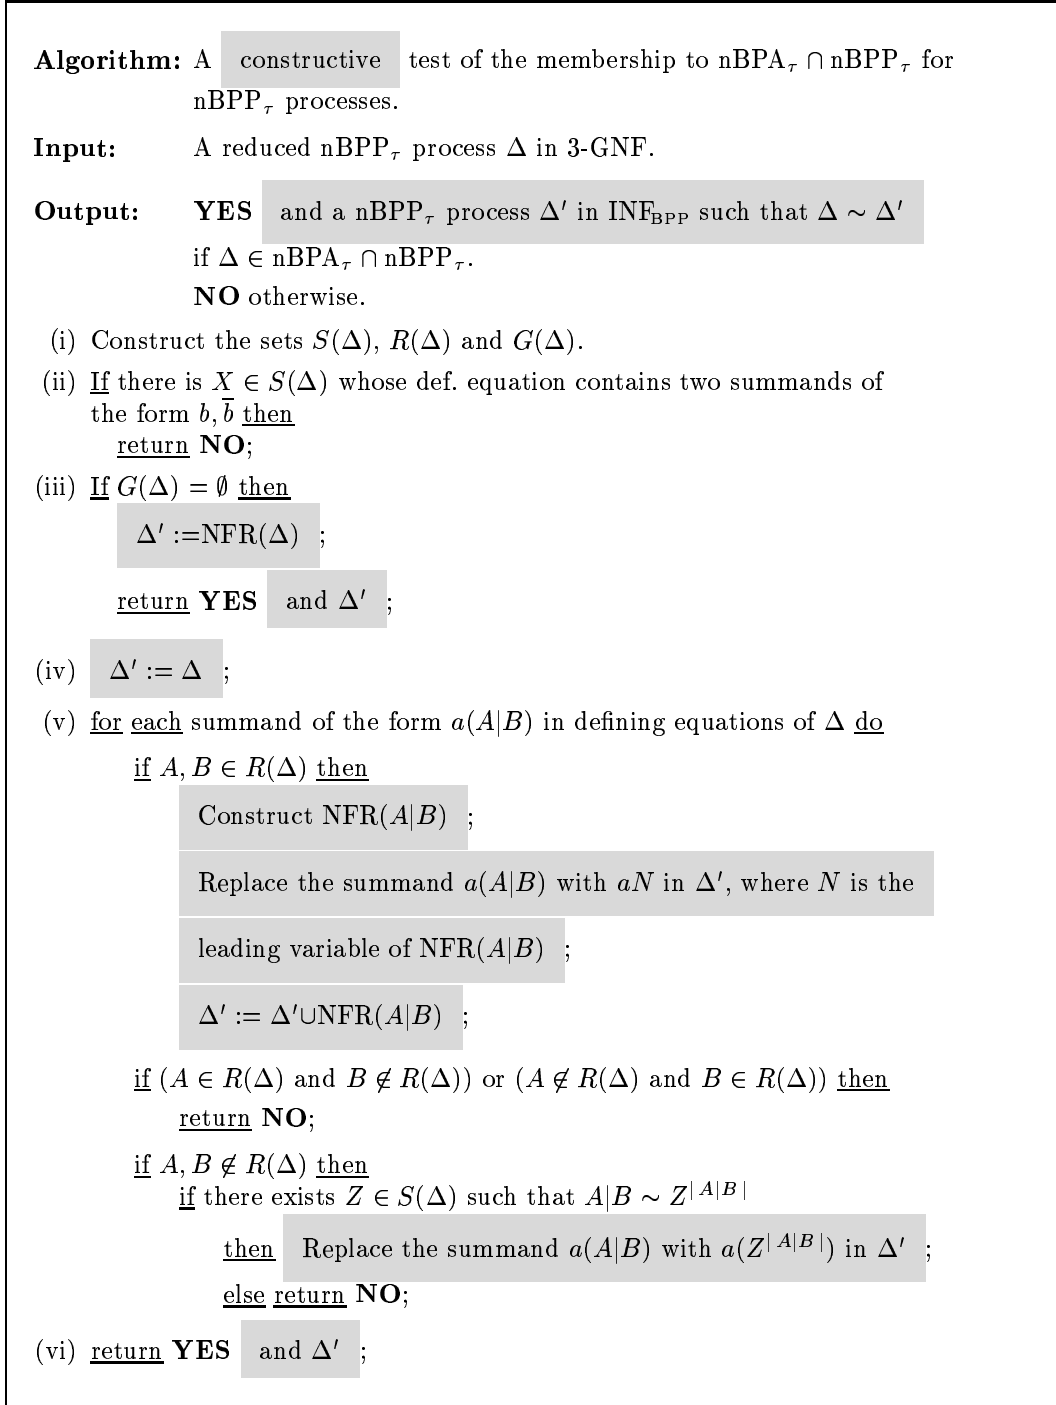 Algorithm: A constructive test of the membership to nBPA_τ ∩ nBPP_τ for
nBPP_τ processes.
Input: A reduced nBPP_τ process Δ in 3-GNF.
Output: YES and a nBPP_τ process Δ′ in INF_BPP such that Δ ∼ Δ′
if Δ ∈ nBPA_τ ∩ nBPP_τ.
NO otherwise.
(i) Construct the sets S(Δ), R(Δ) and G(Δ).
(ii) If there is X ∈ S(Δ) whose def. equation contains two summands of
the form b, b̅ then
return NO;
(iii) If G(Δ) = ∅ then
Δ′ :=NFR(Δ) ;
return YES and Δ′ ;
(iv) Δ′ := Δ ;
(v) for each summand of the form a(A|B) in defining equations of Δ do
if A, B ∈ R(Δ) then
Construct NFR(A|B) ;
Replace the summand a(A|B) with aN in Δ′, where N is the
leading variable of NFR(A|B) ;
Δ′ := Δ′∪NFR(A|B) ;
if (A ∈ R(Δ) and B ∉ R(Δ)) or (A ∉ R(Δ) and B ∈ R(Δ)) then
return NO;
if A, B ∉ R(Δ) then
if there exists Z ∈ S(Δ) such that A|B ∼ Z^{|A|B|}
then Replace the summand a(A|B) with a(Z^{|A|B|}) in Δ′ ;
else return NO;
(vi) return YES and Δ′ ;